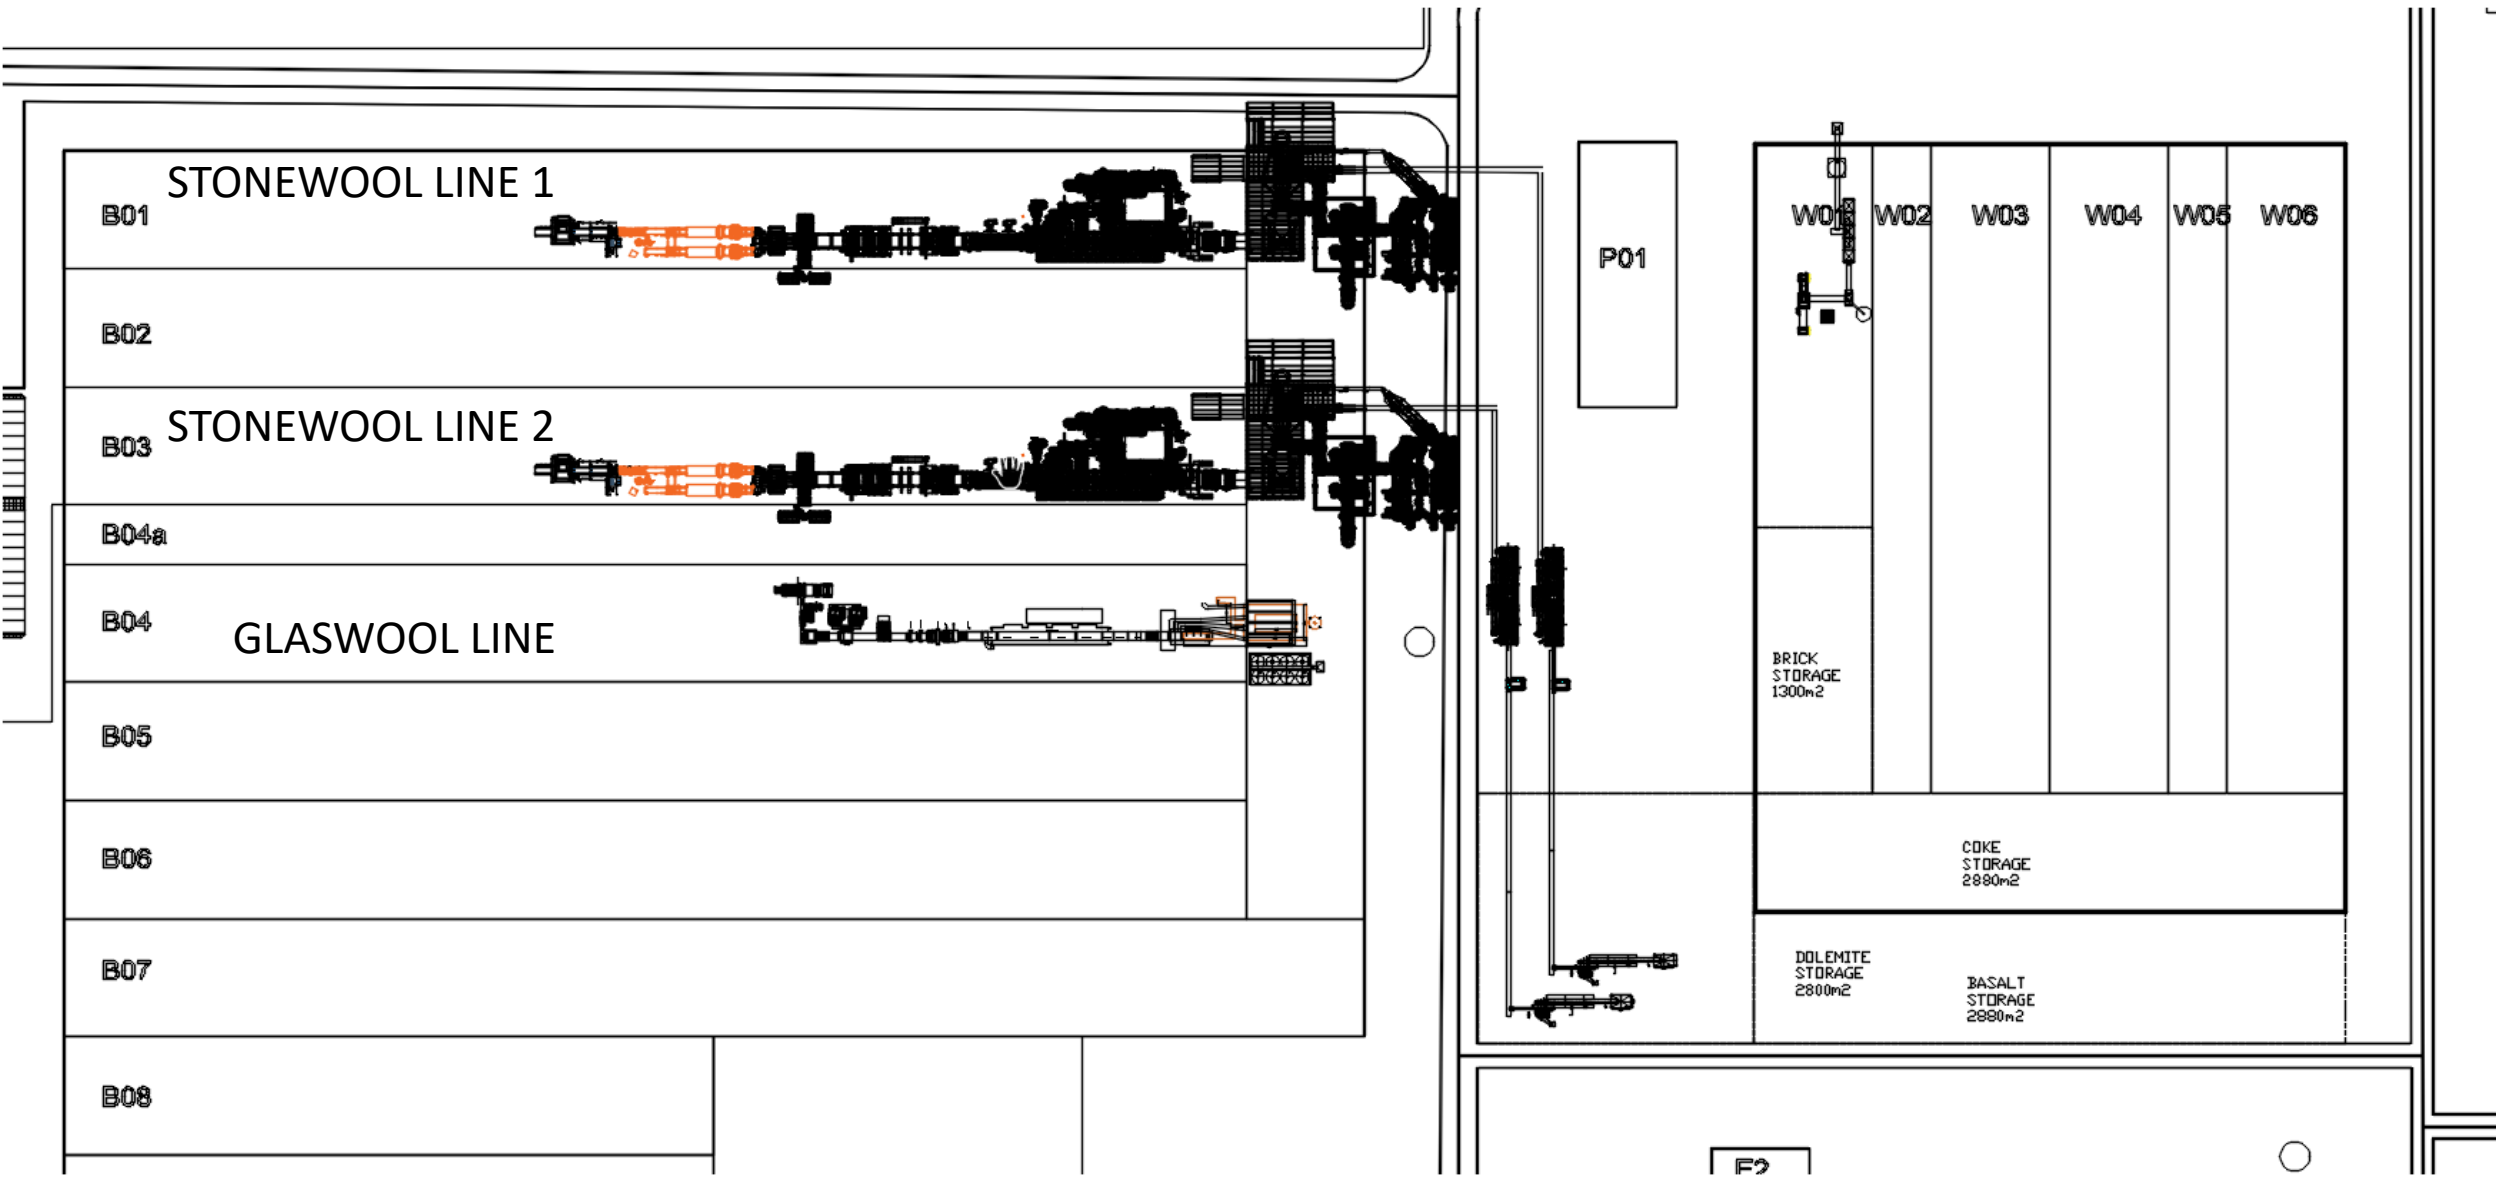 STONEWOOL LINE 1
B01
B02
STONEWOOL LINE 2
B03
B04a
B04
GLASWOOL LINE
B05
B06
B07
B08
P01
W01 W02 W03 W04 W05 W06
BRICK
STORAGE
1300m2
COKE
STORAGE
2880m2
DOLEMITE
STORAGE
2800m2
BASALT
STORAGE
2880m2